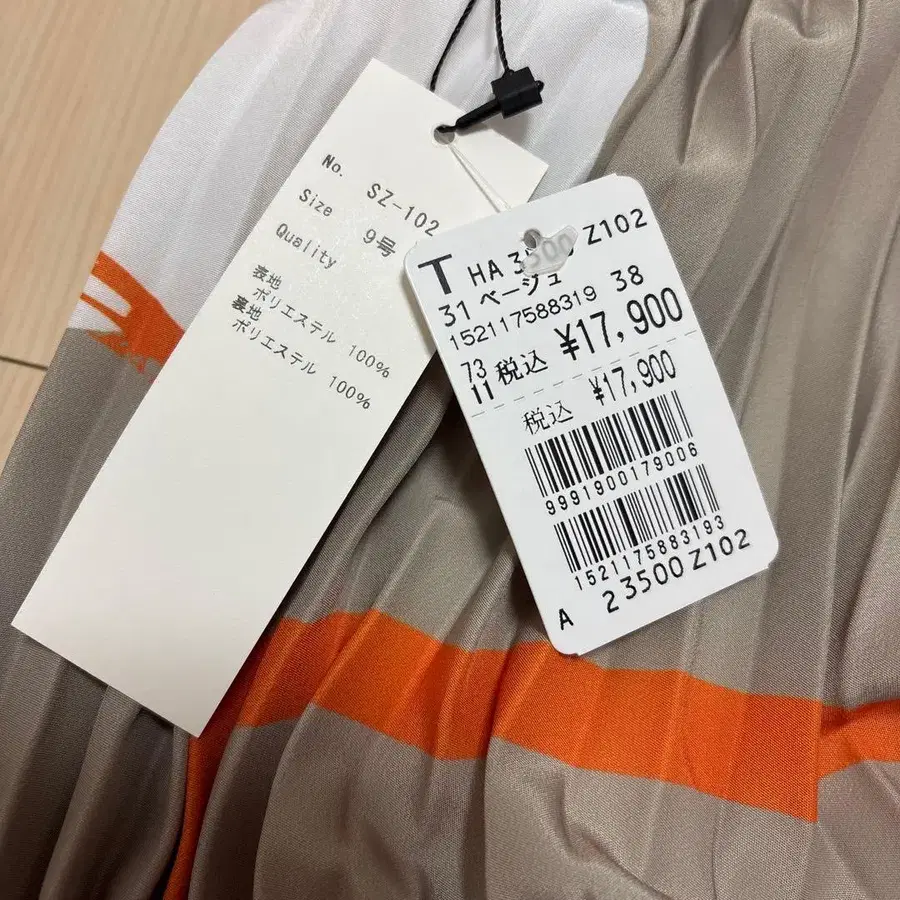 No. SZ-102
Size 9号
Quality
表地
ポリエステル 100%
裏地
ポリエステル 100%
T HA 3500 Z102
31 ベージュ 38
152117588319
73 税込 ¥17,900
11
税込 ¥17,900
9991900179006
1521175883193
A 23500Z102